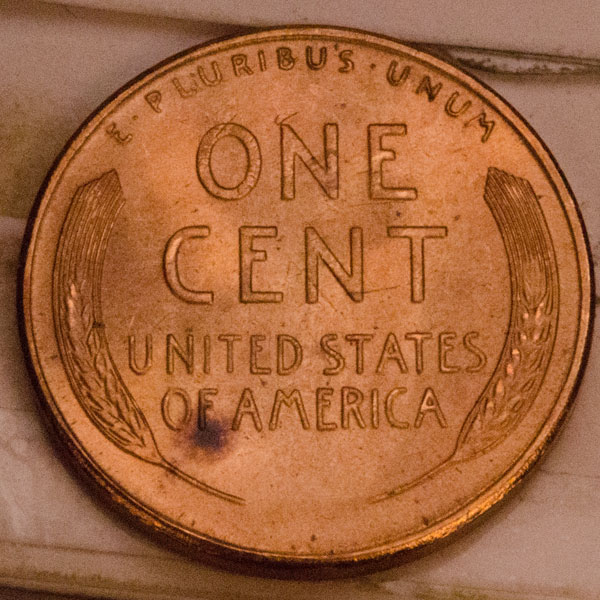 E · PLURIBUS · UNUM
ONE
CENT
UNITED STATES
OF AMERICA